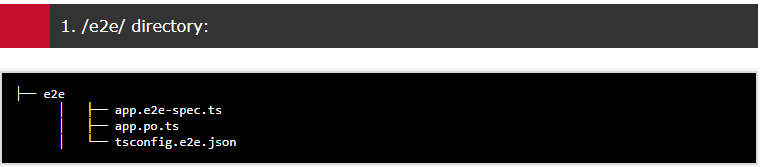 1. /e2e/ directory:
├── e2e
│ ├── app.e2e-spec.ts
│ ├── app.po.ts
│ └── tsconfig.e2e.json